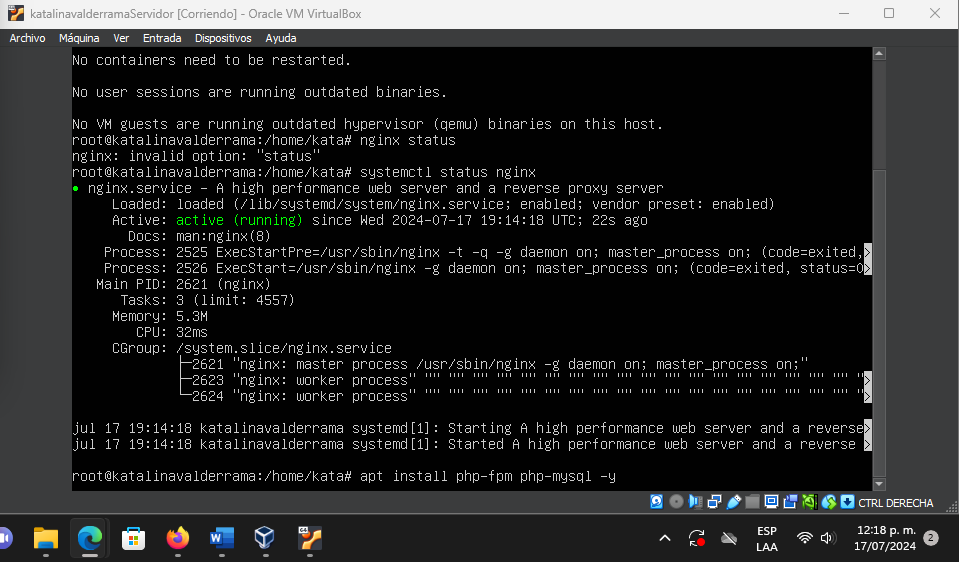 katalinavalderramaServidor [Corriendo] - Oracle VM VirtualBox
Archivo Máquina Ver Entrada Dispositivos Ayuda
No containers need to be restarted.
No user sessions are running outdated binaries.
No VM guests are running outdated hypervisor (qemu) binaries on this host.
root@katalinavalderrama:/home/kata# nginx status
nginx: invalid option: "status"
root@katalinavalderrama:/home/kata# systemctl status nginx
● nginx.service - A high performance web server and a reverse proxy server
Loaded: loaded (/lib/systemd/system/nginx.service; enabled; vendor preset: enabled)
Active: active (running) since Wed 2024-07-17 19:14:18 UTC; 22s ago
Docs: man:nginx(8)
Process: 2525 ExecStartPre=/usr/sbin/nginx -t -q -g daemon on; master_process on; (code=exited,>
Process: 2526 ExecStart=/usr/sbin/nginx -g daemon on; master_process on; (code=exited, status=0>
Main PID: 2621 (nginx)
Tasks: 3 (limit: 4557)
Memory: 5.3M
CPU: 32ms
CGroup: /system.slice/nginx.service
├─2621 "nginx: master process /usr/sbin/nginx -g daemon on; master_process on;"
├─2623 "nginx: worker process" "" "" "" "" "" "" "" "" "" "" "" "" "" "" "" "" "" "" ">
└─2624 "nginx: worker process" "" "" "" "" "" "" "" "" "" "" "" "" "" "" "" "" "" "" ">
jul 17 19:14:18 katalinavalderrama systemd[1]: Starting A high performance web server and a reverse>
jul 17 19:14:18 katalinavalderrama systemd[1]: Started A high performance web server and a reverse >
root@katalinavalderrama:/home/kata# apt install php-fpm php-mysql -y
CTRL DERECHA
64
ESP
LAA
12:18 p. m.
17/07/2024
2